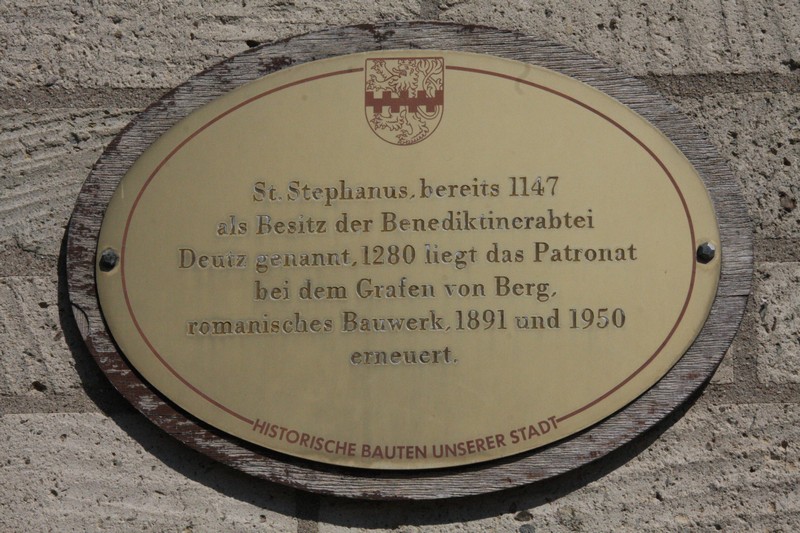 St. Stephanus, bereits 1147
als Besitz der Benediktinerabtei
Deutz genannt, 1280 liegt das Patronat
bei dem Grafen von Berg,
romanisches Bauwerk, 1891 und 1950
erneuert.
HISTORISCHE BAUTEN UNSERER STADT